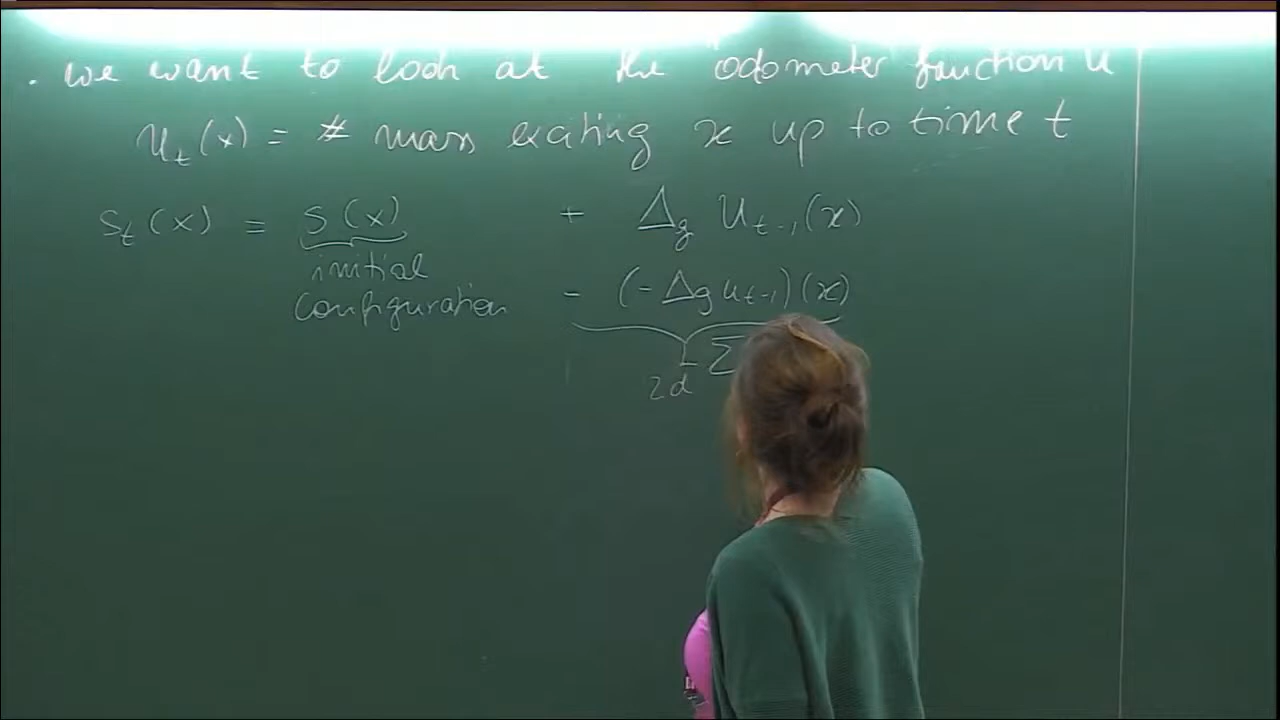 . we want to look at the "odometer" function u
u_t(x) = # mass exiting x up to time t
s_t(x) = s(x) + Δ_g u_{t-1}(x)
initial
configuration - (-Δ_g u_{t-1})(x)
Σ
2d